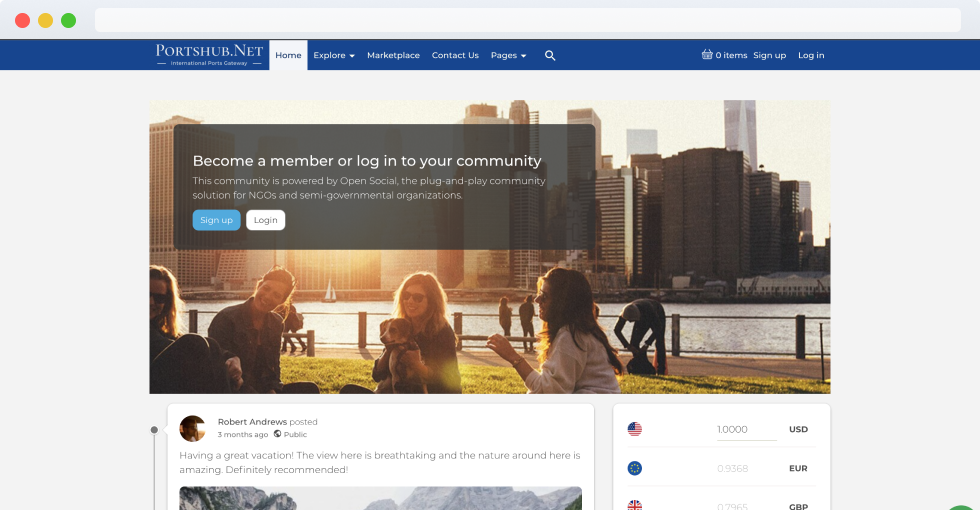 PORTSHUB.NET
International Ports Gateway
Home
Explore
Marketplace
Contact Us
Pages
0 items
Sign up
Log in
Become a member or log in to your community
This community is powered by Open Social, the plug-and-play community
solution for NGOs and semi-governmental organizations.
Sign up
Login
Robert Andrews posted
3 months ago Public
Having a great vacation! The view here is breathtaking and the nature around here is
amazing. Definitely recommended!
1.0000 USD
0.9368 EUR
0.7965 GBP